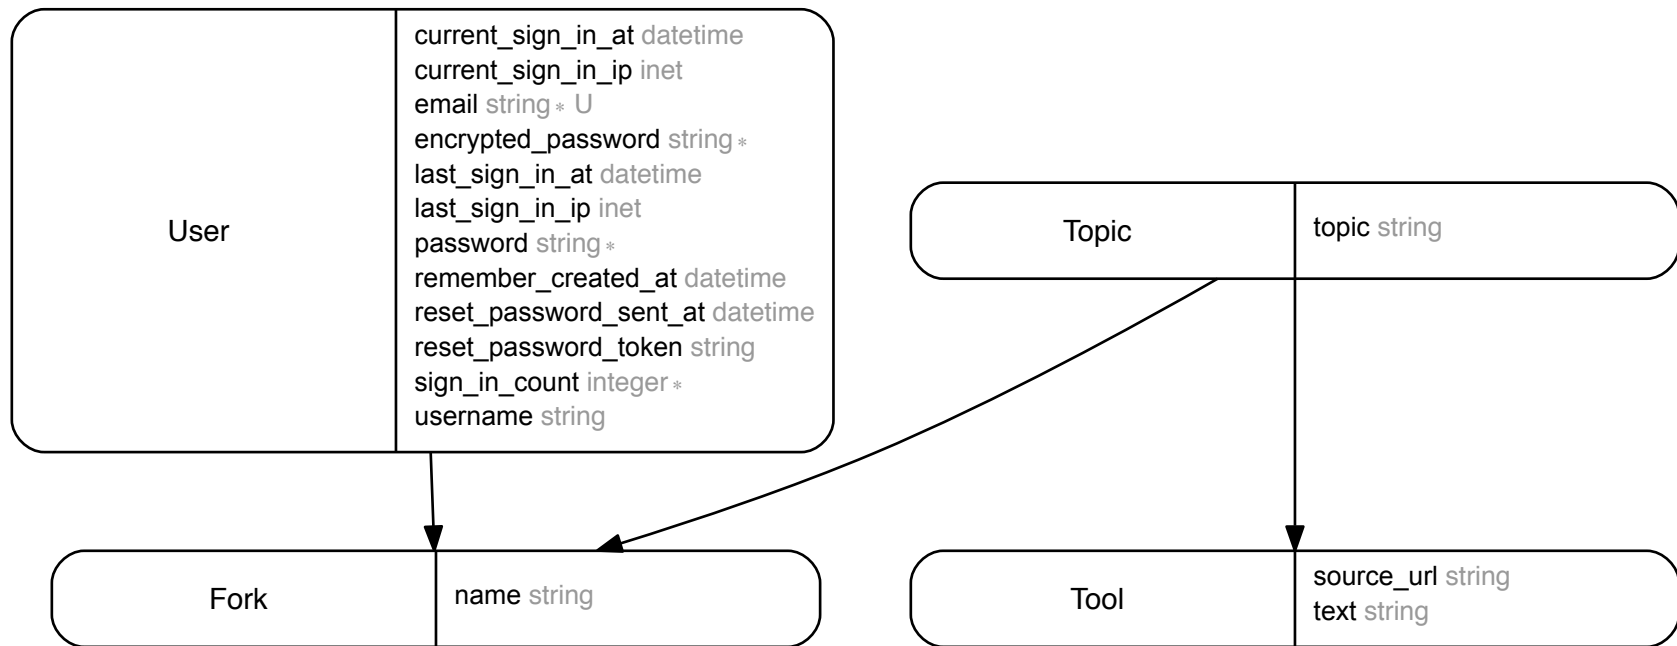 User
current_sign_in_at datetime
current_sign_in_ip inet
email string * U
encrypted_password string *
last_sign_in_at datetime
last_sign_in_ip inet
password string *
remember_created_at datetime
reset_password_sent_at datetime
reset_password_token string
sign_in_count integer *
username string
Topic
topic string
Fork
name string
Tool
source_url string
text string